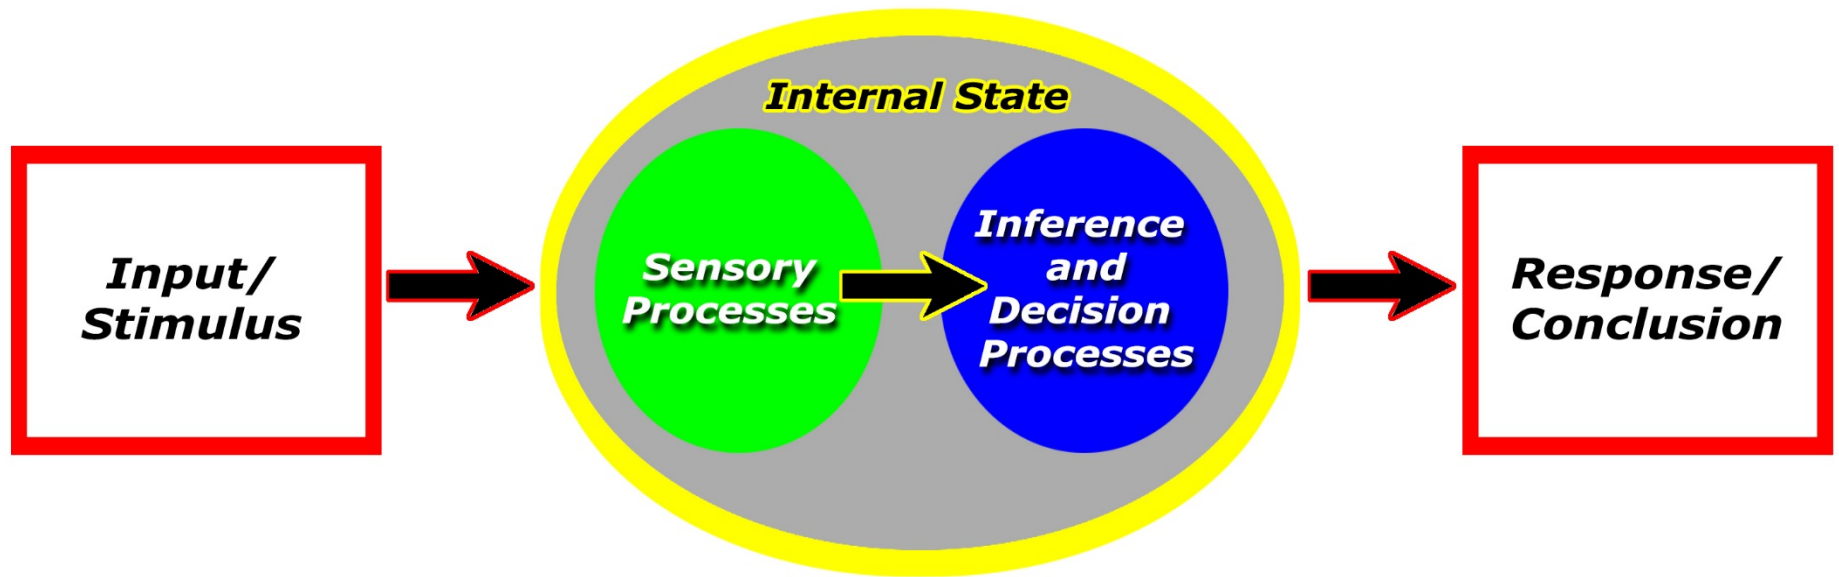 Input/
Stimulus
Internal State
Sensory
Processes
Inference
and
Decision
Processes
Response/
Conclusion